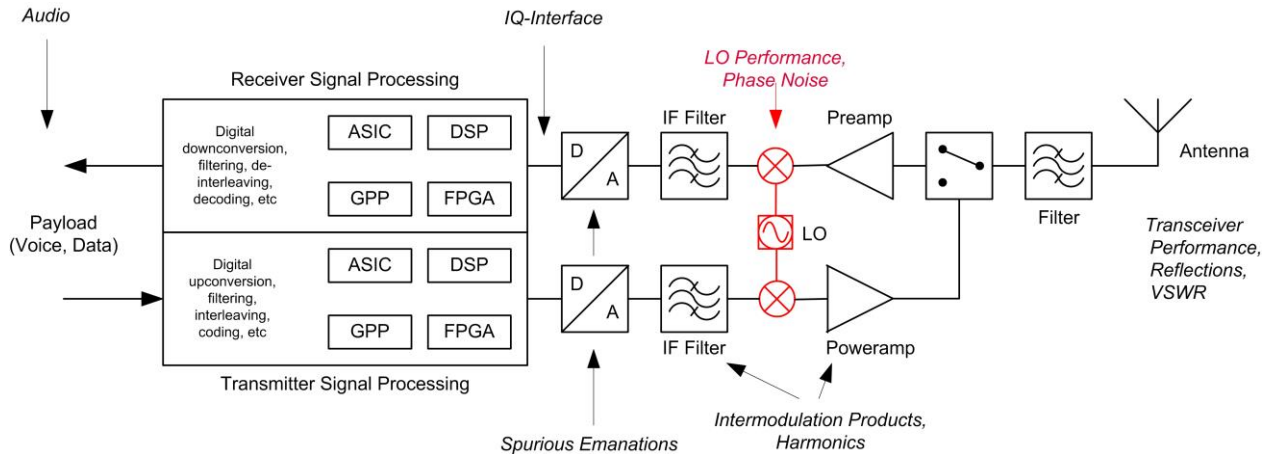 Audio
IQ-Interface
LO Performance,
Phase Noise
Receiver Signal Processing
IF Filter
Preamp
Digital
downconversion,
filtering, de-
interleaving,
decoding, etc
ASIC
DSP
GPP
FPGA
D
A
Antenna
Payload
(Voice, Data)
LO
Filter
Transceiver
Performance,
Reflections,
VSWR
Digital
upconversion,
filtering,
interleaving,
coding, etc
ASIC
DSP
GPP
FPGA
D
A
IF Filter
Poweramp
Transmitter Signal Processing
Spurious Emanations
Intermodulation Products,
Harmonics